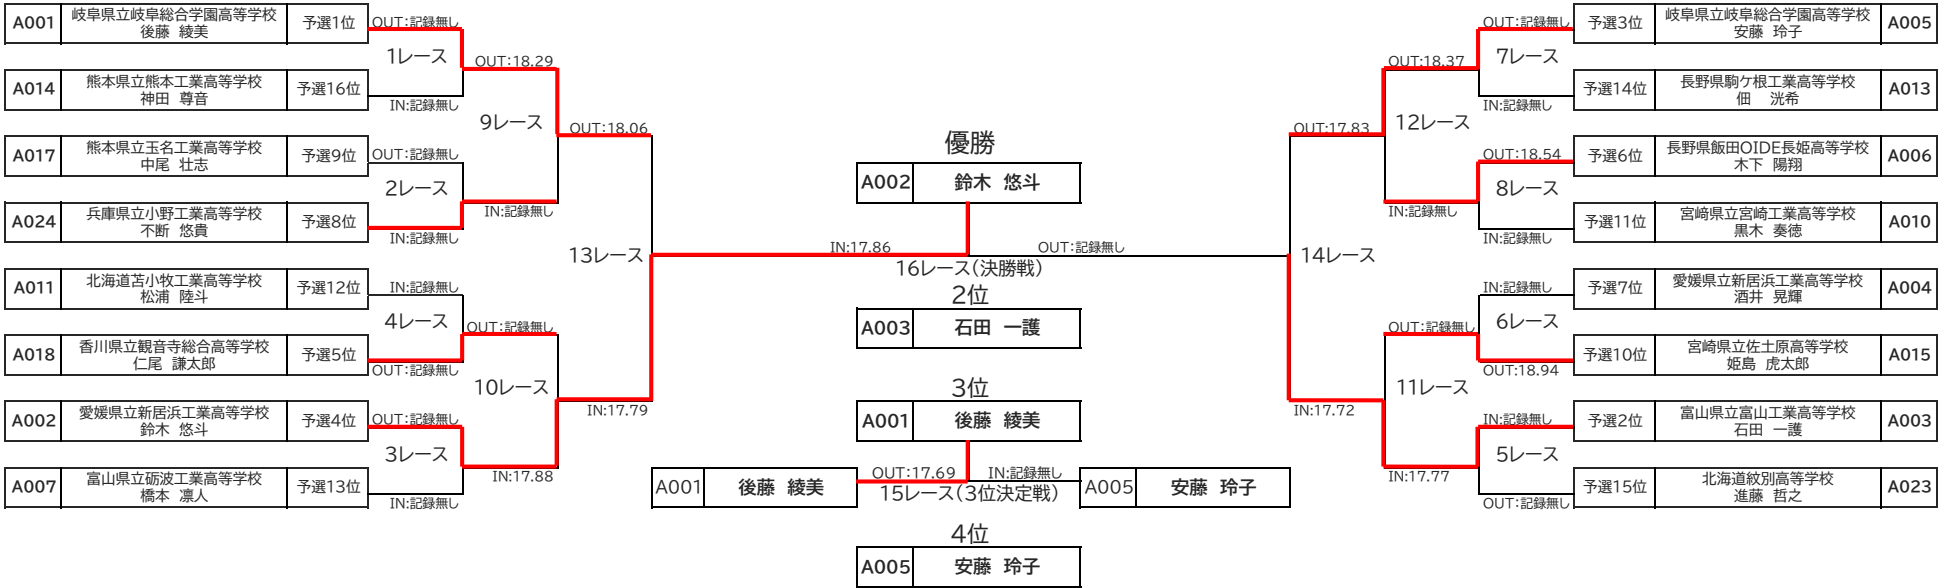 A001 岐阜県立岐阜総合学園高等学校 予選1位
後藤 綾美
OUT:記録無し
1レース
OUT:18.29
A014 熊本県立熊本工業高等学校 予選16位
神田 尊音
IN:記録無し
9レース
OUT:18.06
A017 熊本県立玉名工業高等学校 予選9位
中尾 壮志
OUT:記録無し
2レース
IN:記録無し
A024 兵庫県立小野工業高等学校 予選8位
不断 悠貴
IN:記録無し
13レース
A011 北海道苫小牧工業高等学校 予選12位
松浦 陸斗
IN:記録無し
4レース
OUT:記録無し
A018 香川県立観音寺総合高等学校 予選5位
仁尾 謙太郎
OUT:記録無し
10レース
IN:17.79
A002 愛媛県立新居浜工業高等学校 予選4位
鈴木 悠斗
OUT:記録無し
3レース
IN:17.88
A007 富山県立砺波工業高等学校 予選13位
橋本 凛人
IN:記録無し
優勝
A002 鈴木 悠斗
IN:17.86
OUT:記録無し
16レース(決勝戦)
2位
A003 石田 一護
3位
A001 後藤 綾美
OUT:17.69
IN:記録無し
A001 後藤 綾美
15レース(3位決定戦)
A005 安藤 玲子
4位
A005 安藤 玲子
OUT:記録無し
予選3位 岐阜県立岐阜総合学園高等学校 A005
安藤 玲子
OUT:18.37
7レース
IN:記録無し
予選14位 長野県駒ケ根工業高等学校 A013
佃 洸希
OUT:17.83
12レース
OUT:18.54
予選6位 長野県飯田OIDE長姫高等学校 A006
木下 陽翔
8レース
IN:記録無し
IN:記録無し
予選11位 宮﨑県立宮崎工業高等学校 A010
黒木 奏徳
14レース
IN:記録無し
予選7位 愛媛県立新居浜工業高等学校 A004
酒井 晃輝
6レース
OUT:記録無し
予選10位 宮崎県立佐土原高等学校 A015
姫島 虎太郎
OUT:18.94
11レース
IN:17.72
IN:記録無し
予選2位 富山県立富山工業高等学校 A003
石田 一護
5レース
IN:17.77
予選15位 北海道紋別高等学校 A023
進藤 哲之
OUT:記録無し